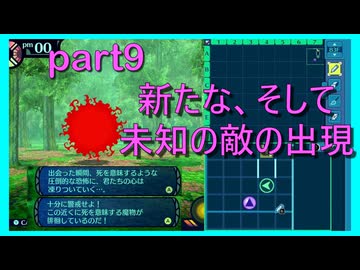 pm 00
part9
新たな、そして
未知の敵の出現
出会った瞬間、死を意味するような
圧倒的な恐怖に、君たちの心は
凍りついていく…。
十分に警戒せよ！
この近くに死を意味する魔物が
徘徊しているのだ！